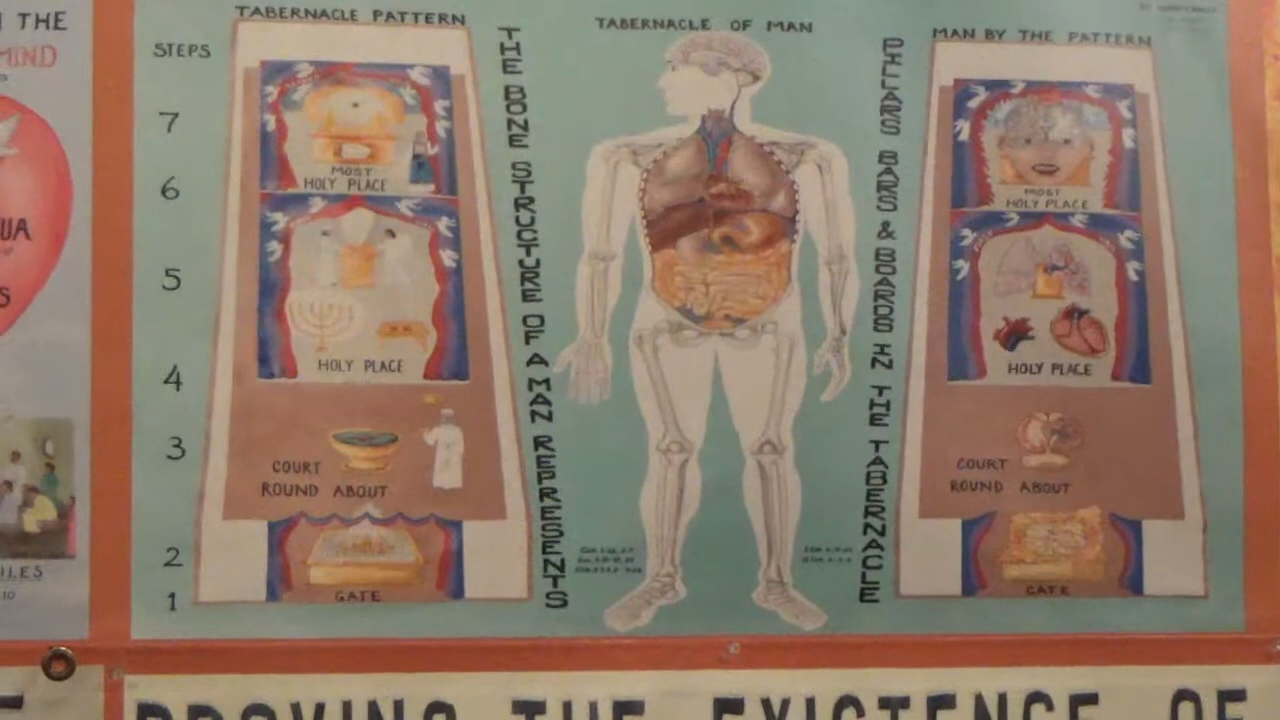 THE
MIND
UA
S
ILES
10
TABERNACLE PATTERN
STEPS
7
6
5
4
3
2
1
MOST
HOLY PLACE
HOLY PLACE
COURT
ROUND ABOUT
GATE
THE BONE STRUCTURE OF A MAN REPRESENTS
TABERNACLE OF MAN
PILLARS BARS & BOARDS IN THE TABERNACLE
MAN BY THE PATTERN
MOST
HOLY PLACE
HOLY PLACE
COURT
ROUND ABOUT
GATE
PROVING THE EXISTENCE OF